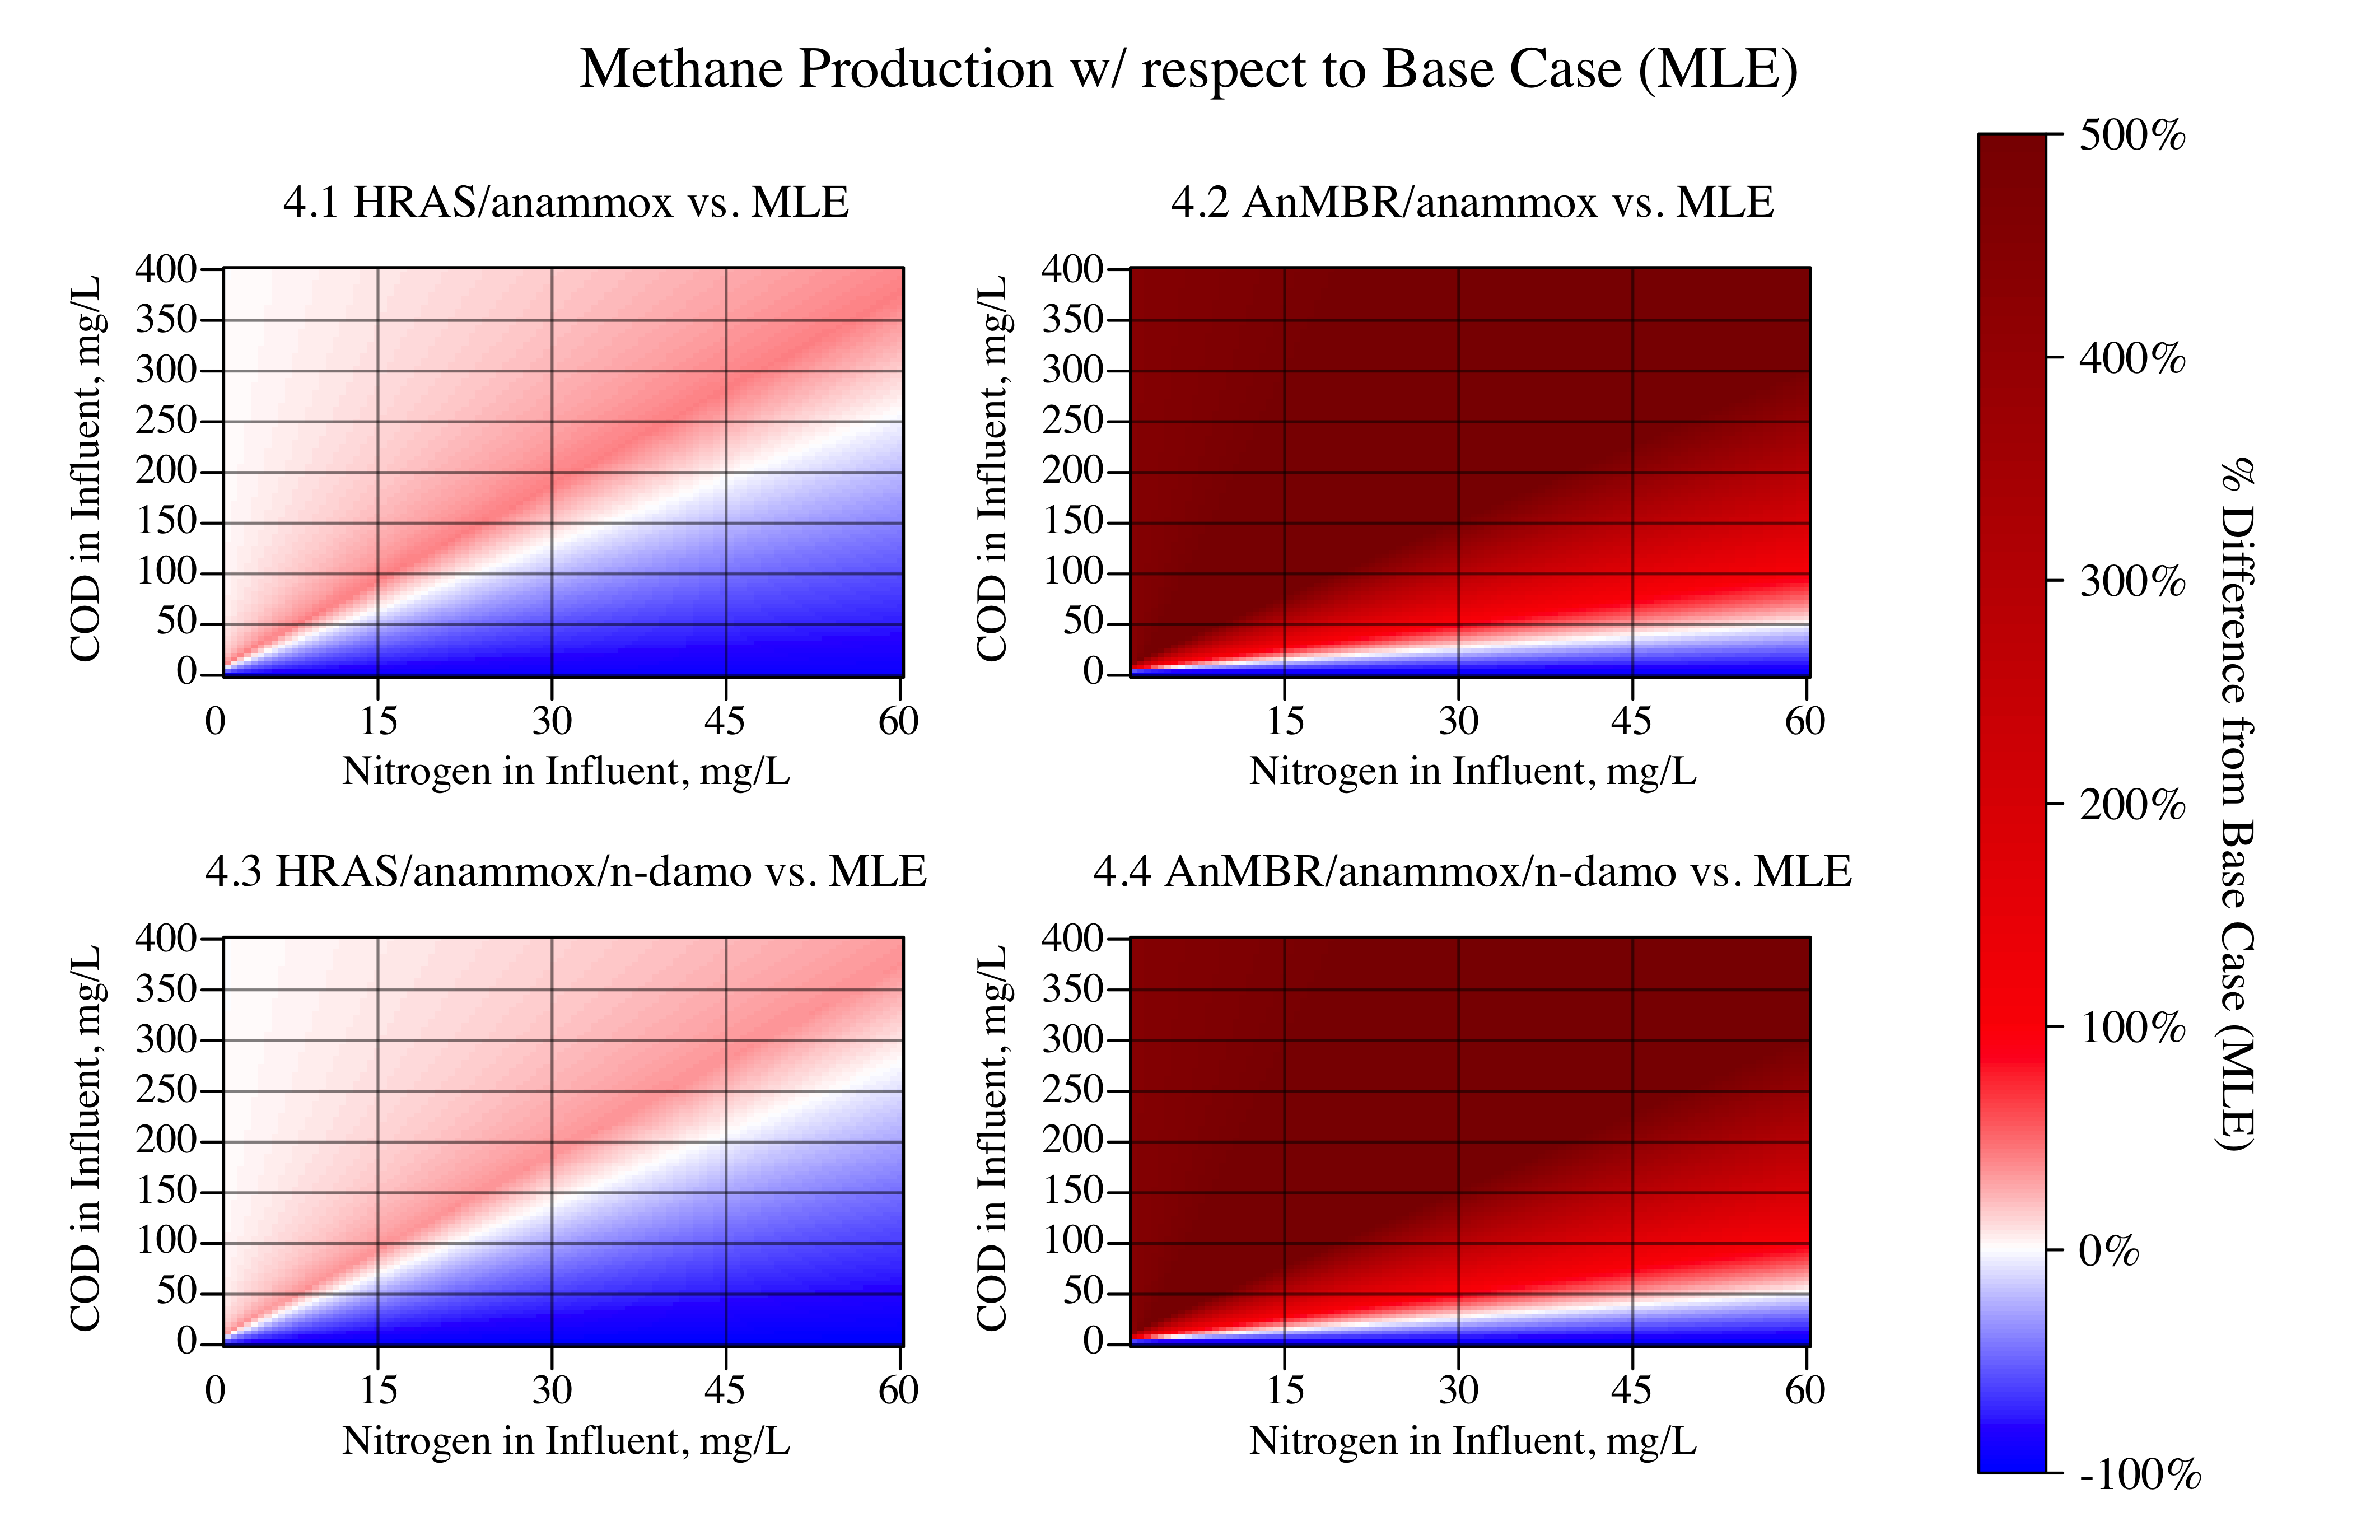 Methane Production w/ respect to Base Case (MLE)
4.1 HRAS/anammox vs. MLE
COD in Influent, mg/L
400
350
300
250
200
150
100
50
0
0 15 30 45 60
Nitrogen in Influent, mg/L
4.2 AnMBR/anammox vs. MLE
COD in Influent, mg/L
400
350
300
250
200
150
100
50
0
15 30 45 60
Nitrogen in Influent, mg/L
4.3 HRAS/anammox/n-damo vs. MLE
COD in Influent, mg/L
400
350
300
250
200
150
100
50
0
0 15 30 45 60
Nitrogen in Influent, mg/L
4.4 AnMBR/anammox/n-damo vs. MLE
COD in Influent, mg/L
400
350
300
250
200
150
100
50
0
15 30 45 60
Nitrogen in Influent, mg/L
500%
400%
300%
200%
100%
0%
-100%
% Difference from Base Case (MLE)